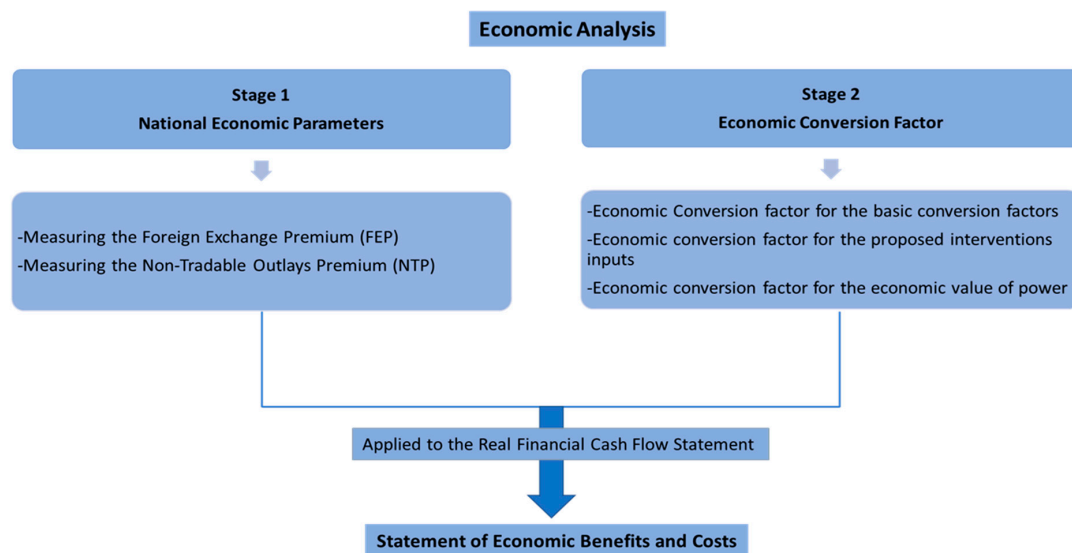 Economic Analysis
Stage 1
National Economic Parameters
-Measuring the Foreign Exchange Premium (FEP)
-Measuring the Non-Tradable Outlays Premium (NTP)
Stage 2
Economic Conversion Factor
-Economic Conversion factor for the basic conversion factors
-Economic conversion factor for the proposed interventions
inputs
-Economic conversion factor for the economic value of power
Applied to the Real Financial Cash Flow Statement
Statement of Economic Benefits and Costs